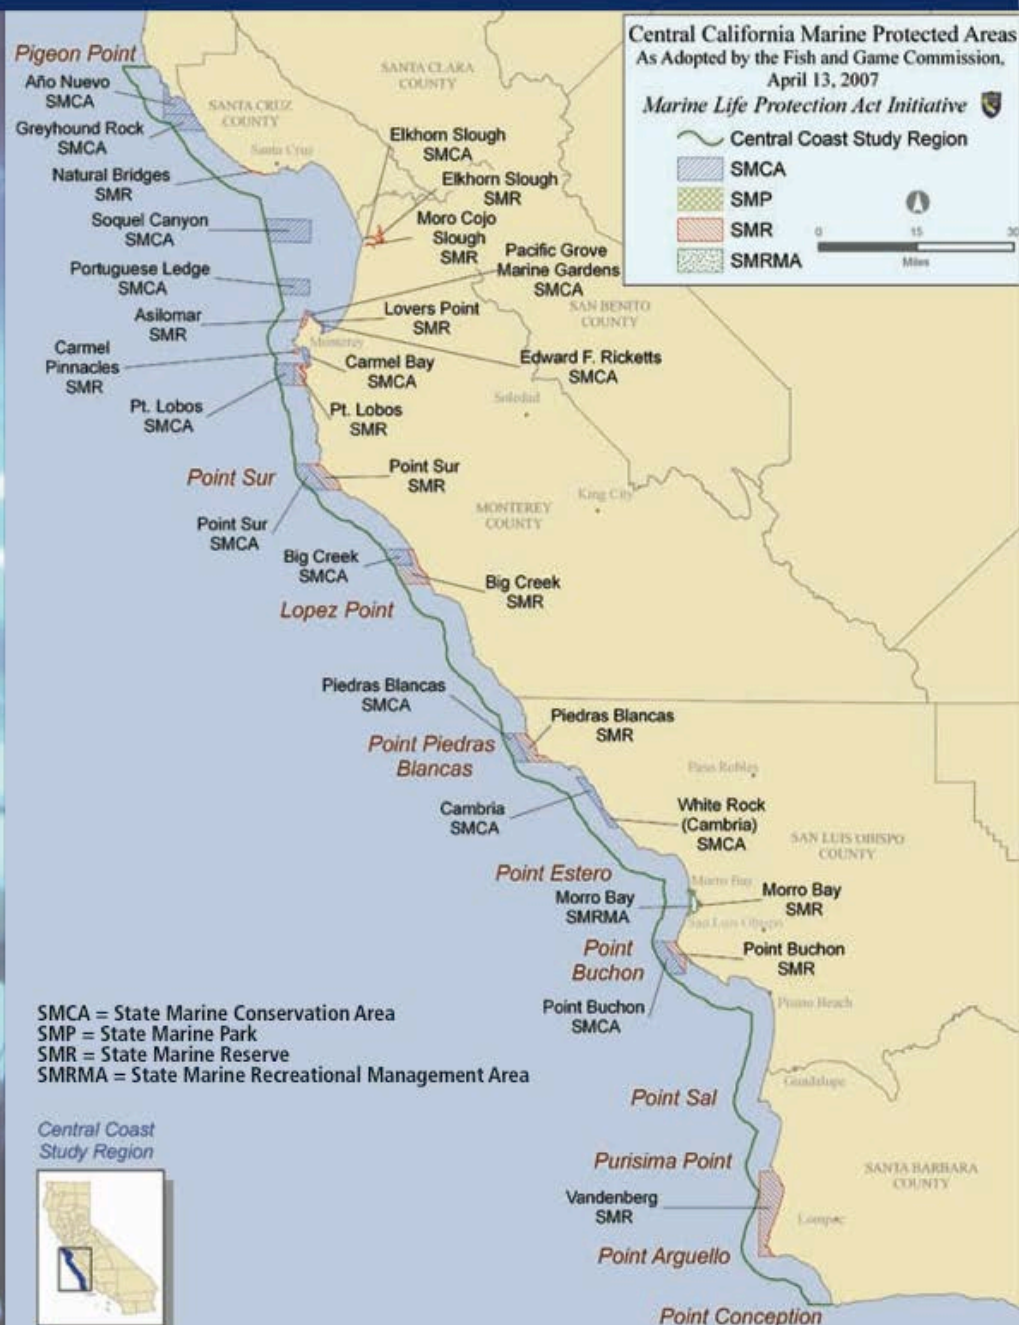 Central California Marine Protected Areas
As Adopted by the Fish and Game Commission,
April 13, 2007
Marine Life Protection Act Initiative
Central Coast Study Region
SMCA
SMP
SMR
SMRMA
0 15 30
Miles
Pigeon Point
Año Nuevo
SMCA
Greyhound Rock
SMCA
Natural Bridges
SMR
Soquel Canyon
SMCA
Portuguese Ledge
SMCA
Asilomar
SMR
Carmel
Pinnacles
SMR
Pt. Lobos
SMCA
SANTA CLARA
COUNTY
SANTA CRUZ
COUNTY
Santa Cruz
Elkhorn Slough
SMCA
Elkhorn Slough
SMR
Moro Cojo
Slough
SMR
Pacific Grove
Marine Gardens
SMCA
Lovers Point
SMR
SAN BENITO
COUNTY
Monterey
Edward F. Ricketts
SMCA
Carmel Bay
SMCA
Soledad
Pt. Lobos
SMR
Point Sur
Point Sur
SMR
King City
MONTEREY
COUNTY
Point Sur
SMCA
Big Creek
SMCA
Big Creek
SMR
Lopez Point
Piedras Blancas
SMCA
Piedras Blancas
SMR
Point Piedras
Blancas
Paso Robles
Cambria
SMCA
White Rock
(Cambria)
SMCA
SAN LUIS OBISPO
COUNTY
Point Estero
Morro Bay
Morro Bay
SMRMA
Morro Bay
SMR
San Luis Obispo
Point
Buchon
Point Buchon
SMR
Point Buchon
SMCA
Pismo Beach
SMCA = State Marine Conservation Area
SMP = State Marine Park
SMR = State Marine Reserve
SMRMA = State Marine Recreational Management Area
Guadalupe
Point Sal
Central Coast
Study Region
Purisima Point
SANTA BARBARA
COUNTY
Vandenberg
SMR
Lompoc
Point Arguello
Point Conception